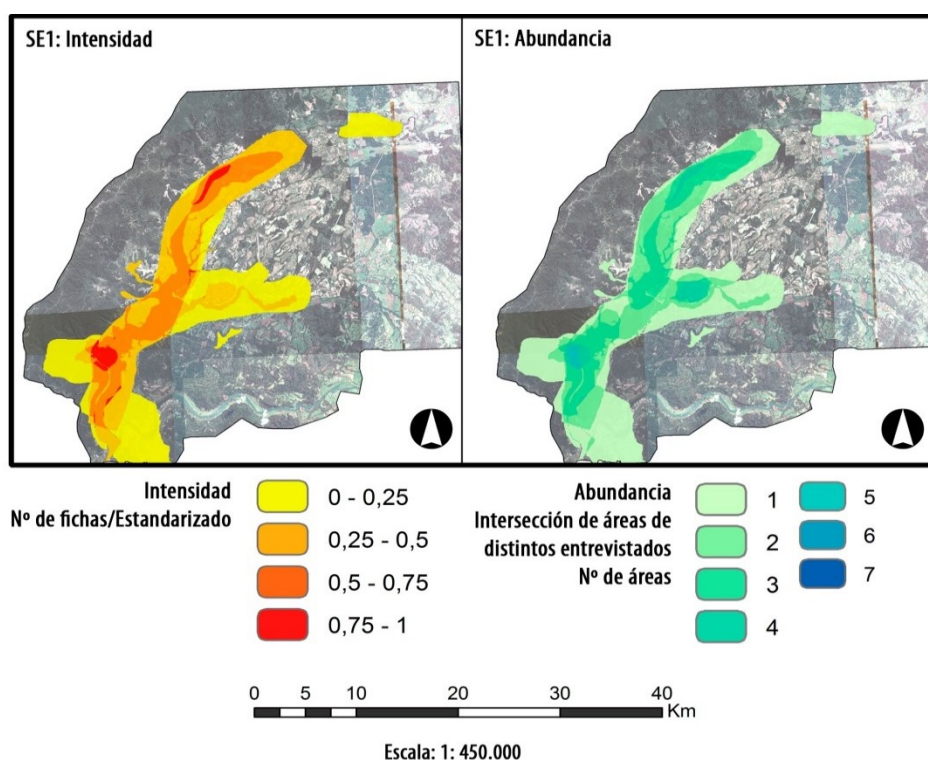 SE1: Intensidad
SE1: Abundancia
Intensidad
Nº de fichas/Estandarizado
0 - 0,25
0,25 - 0,5
0,5 - 0,75
0,75 - 1
Abundancia
Intersección de áreas de
distintos entrevistados
Nº de áreas
1
2
3
4
5
6
7
0 5 10 20 30 40
Km
Escala: 1: 450.000